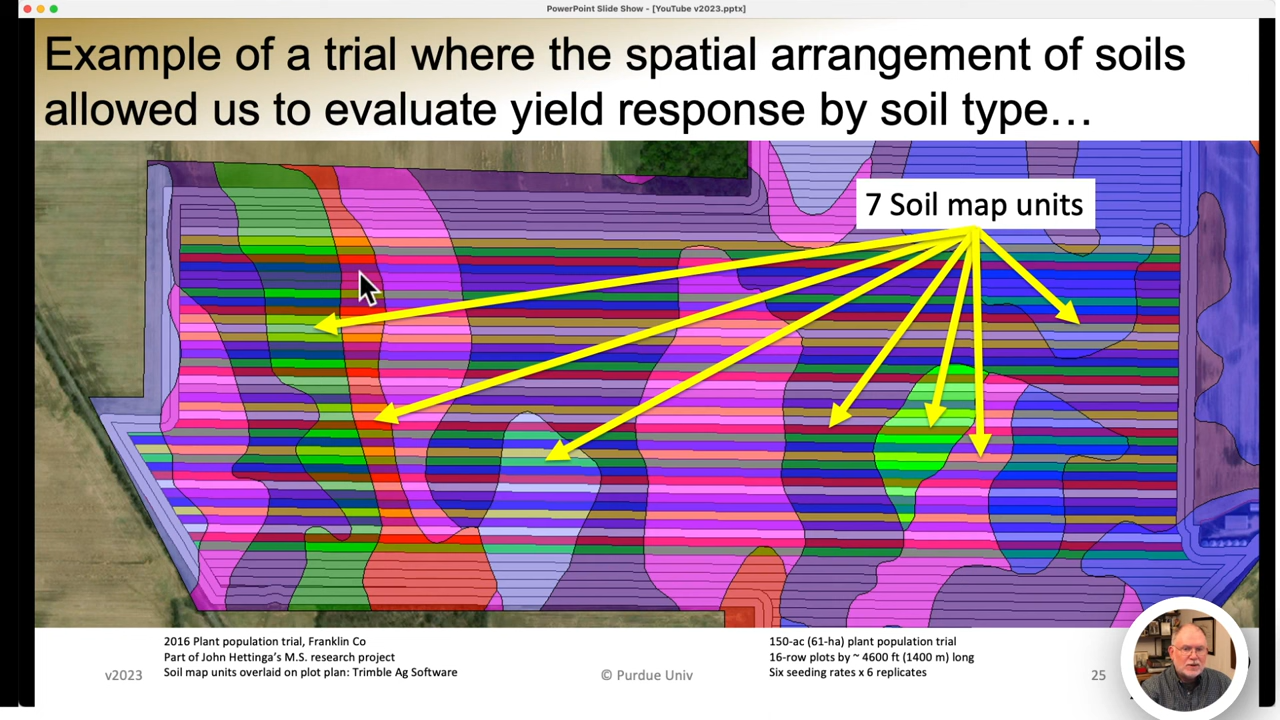 PowerPoint Slide Show - [YouTube v2023.pptx]
Example of a trial where the spatial arrangement of soils
allowed us to evaluate yield response by soil type…
7 Soil map units
2016 Plant population trial, Franklin Co
Part of John Hettinga's M.S. research project
Soil map units overlaid on plot plan: Trimble Ag Software
150-ac (61-ha) plant population trial
16-row plots by ~ 4600 ft (1400 m) long
Six seeding rates x 6 replicates
v2023
© Purdue Univ
25